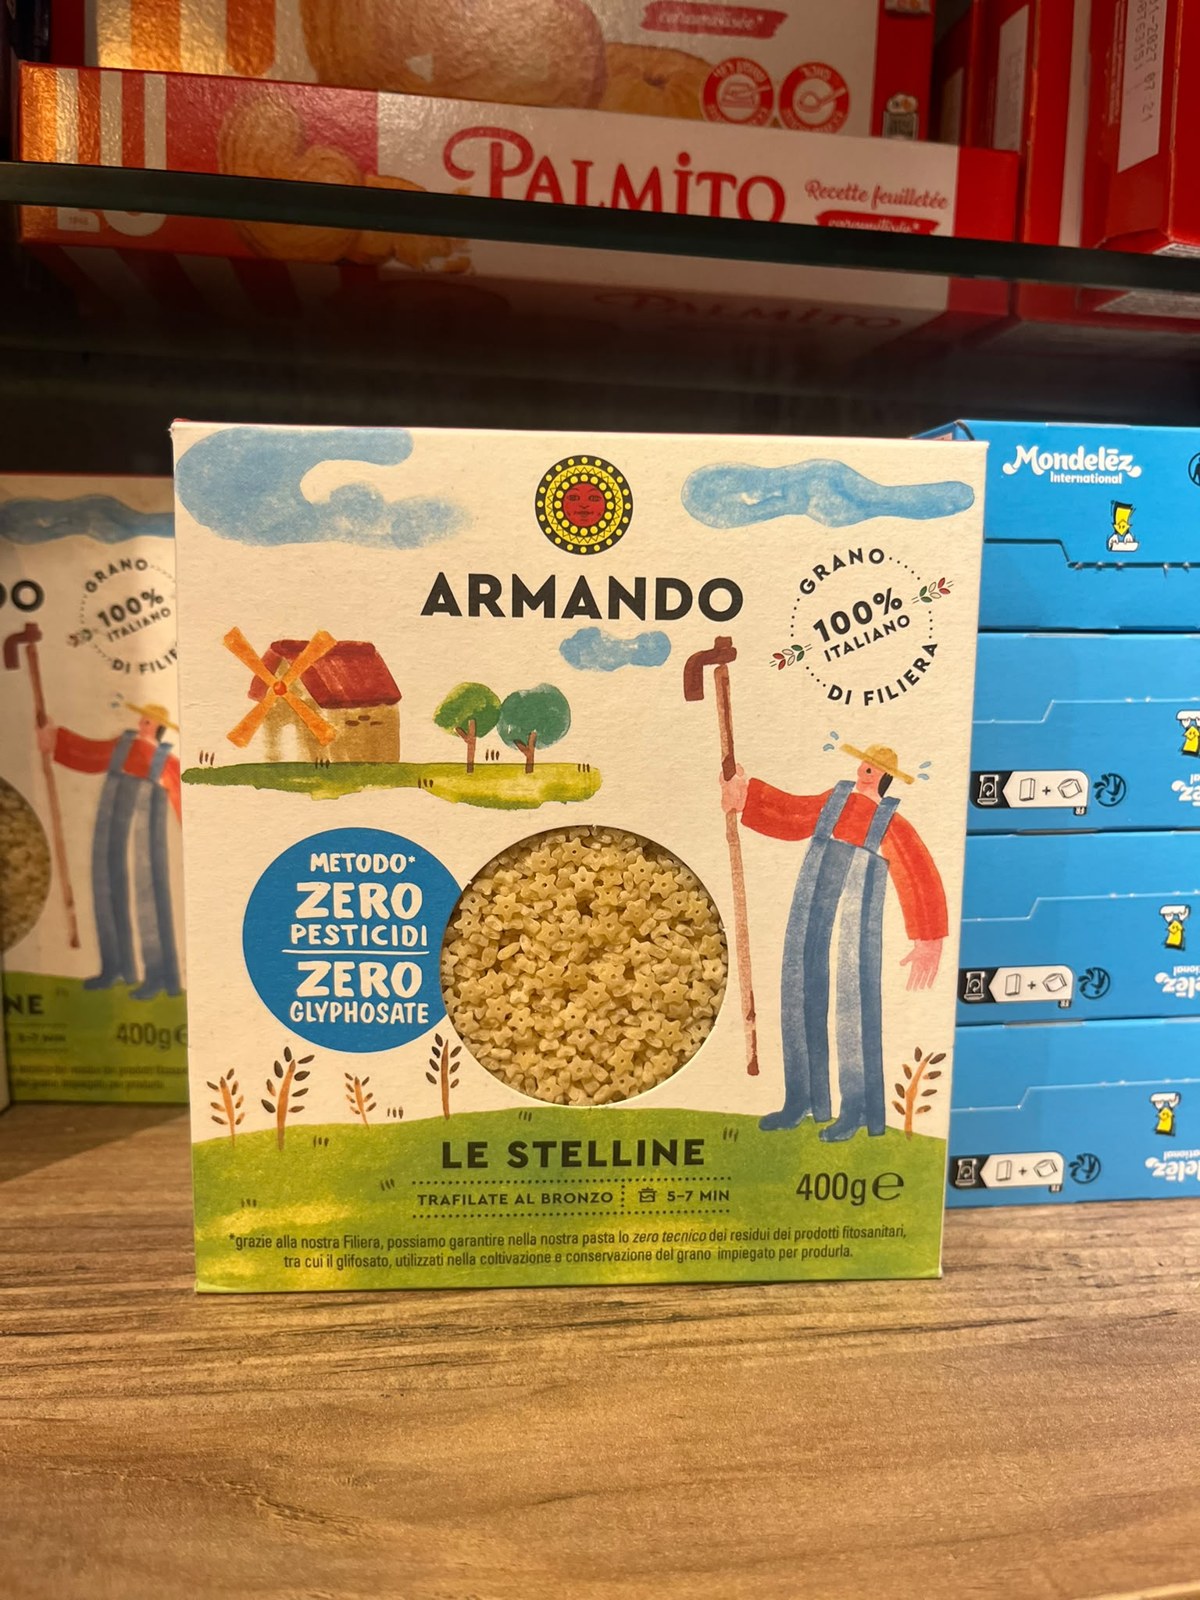 caramélisée*
PALMITO
Recette feuilletée
PALMITO
Mondelēz
International
ARMANDO
GRANO
100%
ITALIANO
DI FILIERA
GRANO
100%
ITALIANO
METODO*
ZERO
PESTICIDI
ZERO
GLYPHOSATE
LE STELLINE
TRAFILATE AL BRONZO
5-7 MIN
400g e
400g e
*grazie alla nostra Filiera, possiamo garantire nella nostra pasta lo zero tecnico dei residui dei prodotti fitosanitari,
tra cui il glifosato, utilizzati nella coltivazione e conservazione del grano impiegato per produrla.